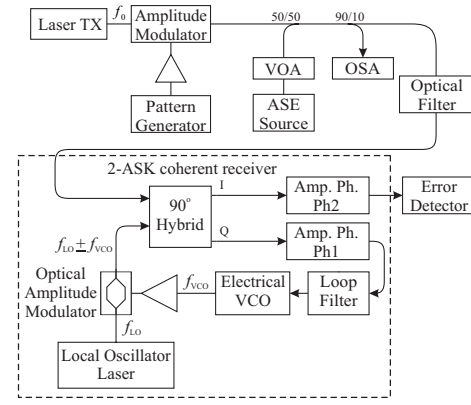 Laser TX
f0
Amplitude
Modulator
50/50
90/10
VOA
OSA
Pattern
Generator
ASE
Source
Optical
Filter
2-ASK coherent receiver
90°
Hybrid
I
Q
Amp. Ph.
Ph2
Amp. Ph.
Ph1
Error
Detector
fLO ± fVCO
Optical
Amplitude
Modulator
fVCO
Electrical
VCO
Loop
Filter
fLO
Local Oscillator
Laser